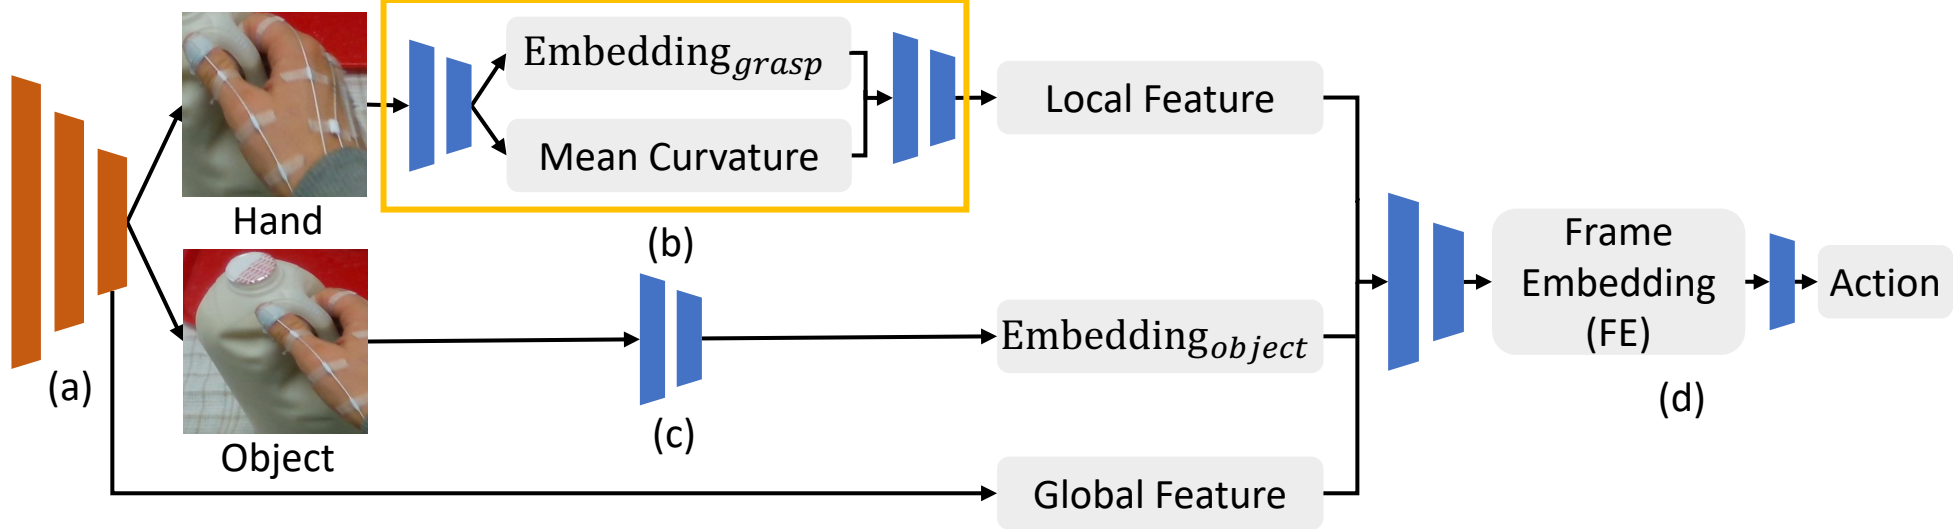 Hand
Object
(a)
(b)
(c)
(d)
Embedding_grasp
Mean Curvature
Local Feature
Embedding_object
Global Feature
Frame
Embedding
(FE)
Action